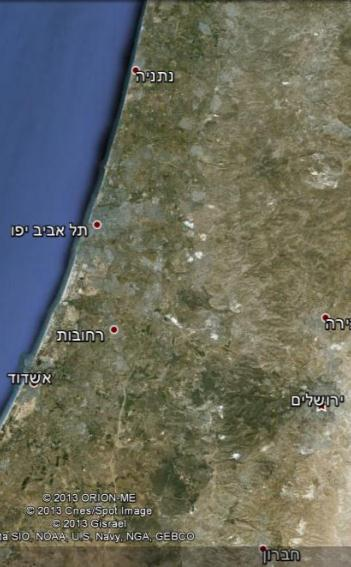 נתניה
תל אביב יפו
רחובות
אשדוד
ירושלים
© 2013 ORION-ME
© 2013 Cnes/Spot Image
© 2013 Gisrael
SIO, NOAA, U.S. Navy, NGA, GEBCO
חברון